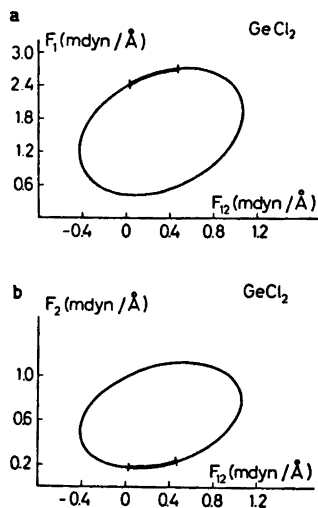 a
F₁(mdyn/Å)
GeCl₂
3.0
2.4
1.8
1.2
0.6
F₁₂(mdyn/Å)
-0.4 0 0.4 0.8 1.2
b
F₂(mdyn/Å)
GeCl₂
1.0
0.6
0.2
F₁₂(mdyn/Å)
-0.4 0 0.4 0.8 1.2